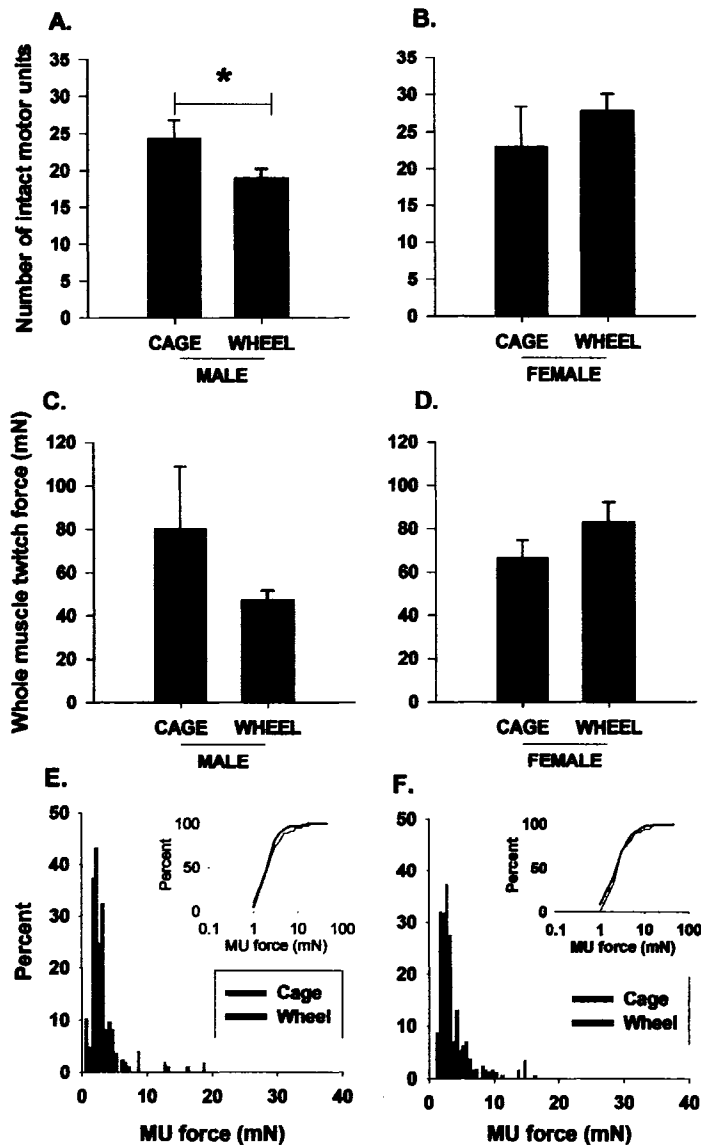 A.
B.
Number of intact motor units
35
30
25
20
15
10
5
0
*
CAGE WHEEL
MALE
35
30
25
20
15
10
5
0
CAGE WHEEL
FEMALE
C.
D.
Whole muscle twitch force (mN)
120
100
80
60
40
20
0
CAGE WHEEL
MALE
120
100
80
60
40
20
0
CAGE WHEEL
FEMALE
E.
F.
Percent
50
40
30
20
10
0
Percent
100
50
0
0.1 1 10 100
MU force (mN)
Cage
Wheel
0 10 20 30 40
MU force (mN)
50
40
30
20
10
0
Percent
100
50
0
0.1 1 10 100
MU force (mN)
Cage
Wheel
0 10 20 30 40
MU force (mN)